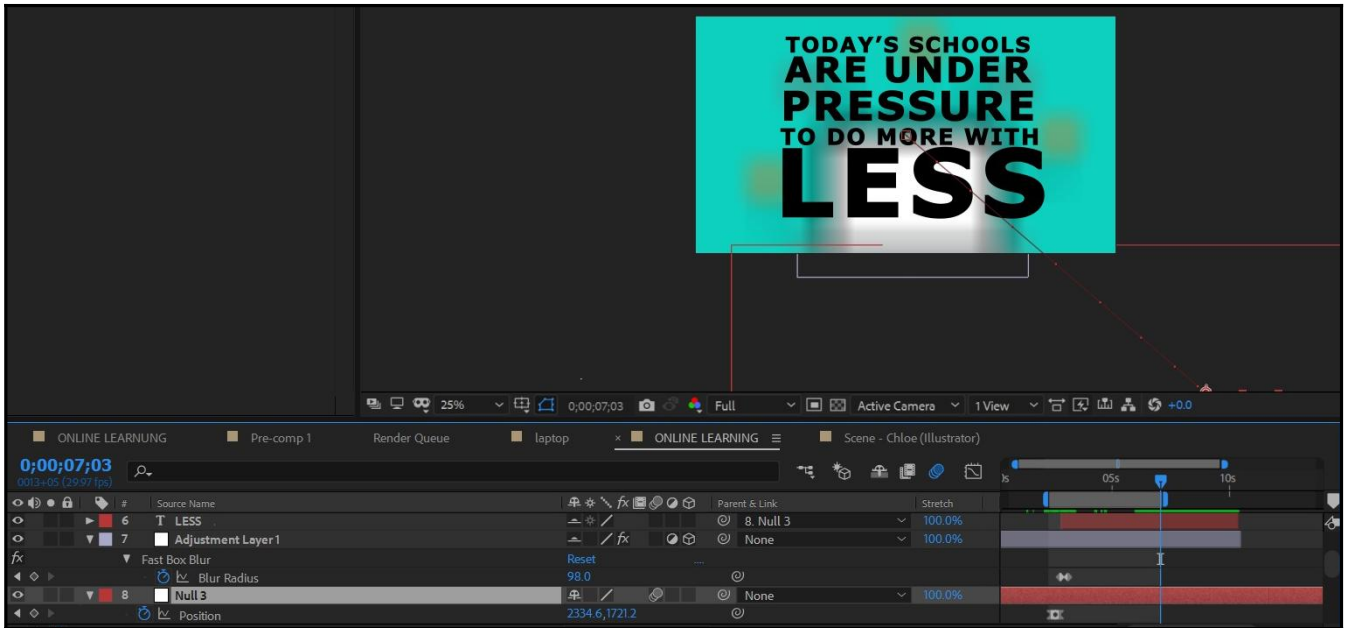 TODAY'S SCHOOLS
ARE UNDER
PRESSURE
TO DO MORE WITH
LESS
25% 0;00;07;03 Full Active Camera 1 View +0.0
ONLINE LEARNUNG Pre-comp 1 Render Queue laptop × ONLINE LEARNING Scene - Chloe (Illustrator)
0;00;07;03
0013+05 (29.97 fps)
05s 10s
# Source Name fx Parent & Link Stretch
6 T LESS 8. Null 3 100.0%
7 Adjustment Layer 1 fx None 100.0%
fx Fast Box Blur Reset
Blur Radius 98.0
8 Null 3 None 100.0%
Position 2334.6,1721.2